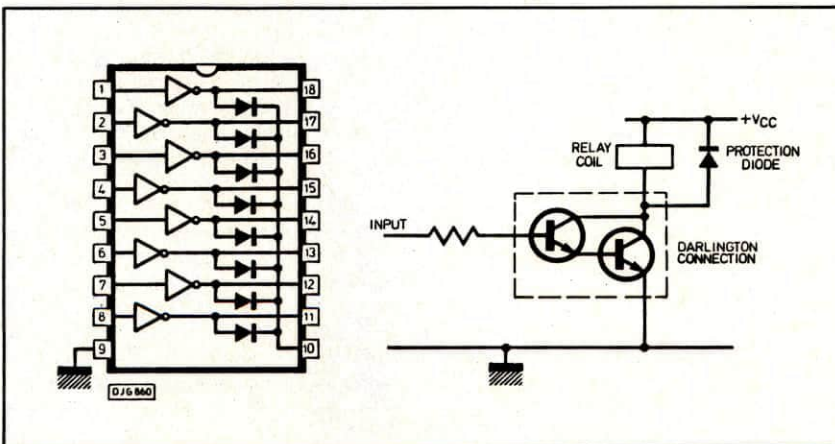 1
2
3
4
5
6
7
8
9
18
17
16
15
14
13
12
11
10
DJG860
+VCC
RELAY
COIL
PROTECTION
DIODE
INPUT
DARLINGTON
CONNECTION